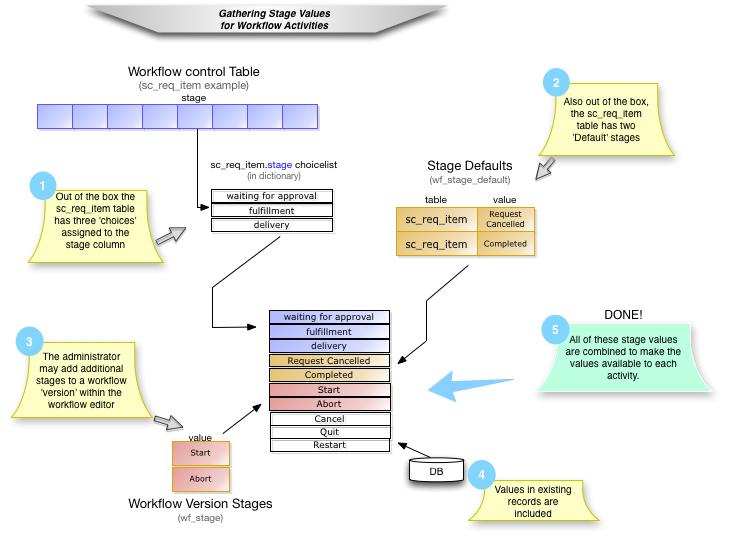 Gathering Stage Values
for Workflow Activities
Workflow control Table
(sc_req_item example)
stage
1
Out of the box the
sc_req_item table
has three 'choices'
assigned to the
stage column
sc_req_item.stage choicelist
(in dictionary)
waiting for approval
fulfillment
delivery
2
Also out of the box,
the sc_req_item
table has two
'Default' stages
Stage Defaults
(wf_stage_default)
table value
sc_req_item Request
Cancelled
sc_req_item Completed
3
The administrator
may add additional
stages to a workflow
'version' within the
workflow editor
value
Start
Abort
Workflow Version Stages
(wf_stage)
waiting for approval
fulfillment
delivery
Request Cancelled
Completed
Start
Abort
Cancel
Quit
Restart
DB
4
Values in existing
records are
included
DONE!
5
All of these stage values
are combined to make the
values available to each
activity.